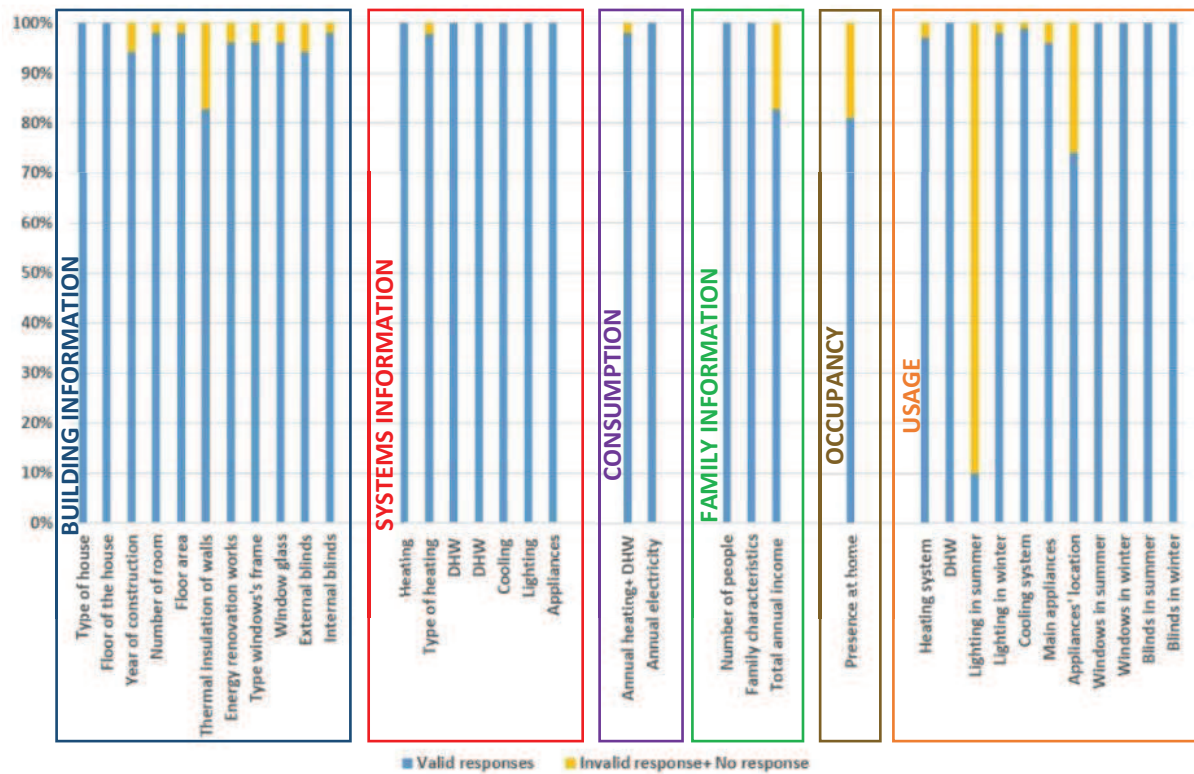 100%
90%
80%
70%
60%
50%
40%
30%
20%
10%
0%
BUILDING INFORMATION
Type of house
Floor of the house
Year of construction
Number of room
Floor area
Thermal insulation of walls
Energy renovation works
Type windows's frame
Window glass
External blinds
Internal blinds
SYSTEMS INFORMATION
Heating
Type of heating
DHW
DHW
Cooling
Lighting
Appliances
CONSUMPTION
Annual heating+ DHW
Annual electricity
FAMILY INFORMATION
Number of people
Family characteristics
Total annual income
OCCUPANCY
Presence at home
USAGE
Heating system
DHW
Lighting in summer
Lighting in winter
Cooling system
Main appliances
Appliances' location
Windows in summer
Windows in winter
Blinds in summer
Blinds in winter
Valid responses
Invalid response+ No response